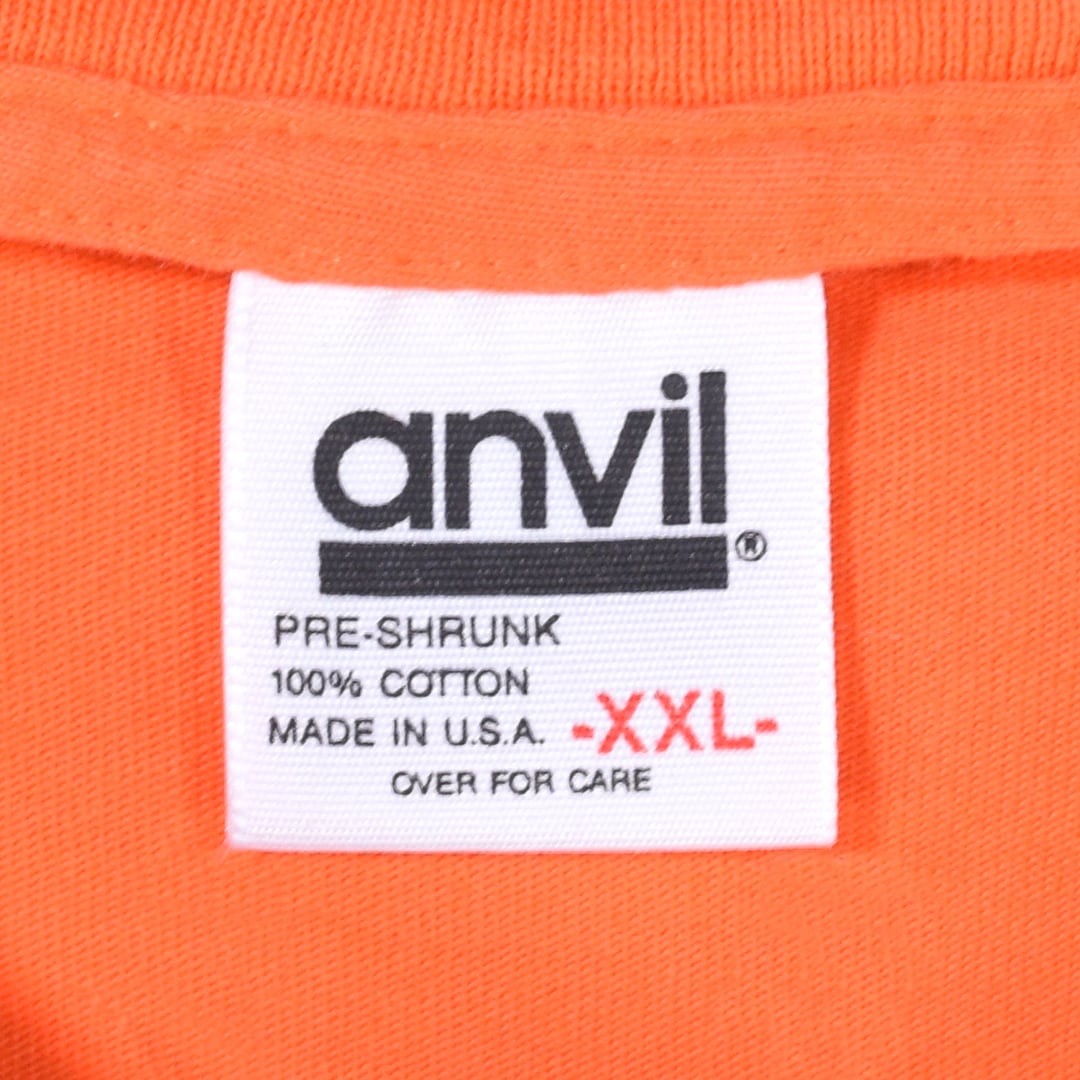 anvil®
PRE-SHRUNK
100% COTTON
MADE IN U.S.A. -XXL-
OVER FOR CARE